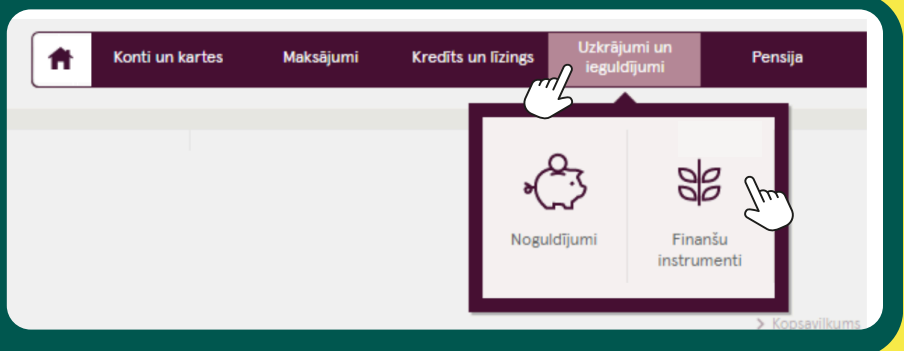 Konti un kartes
Maksājumi
Kredīts un līzings
Uzkrājumi un
ieguldījumi
Pensija
Noguldījumi
Finanšu
instrumenti
Kopsavilkums